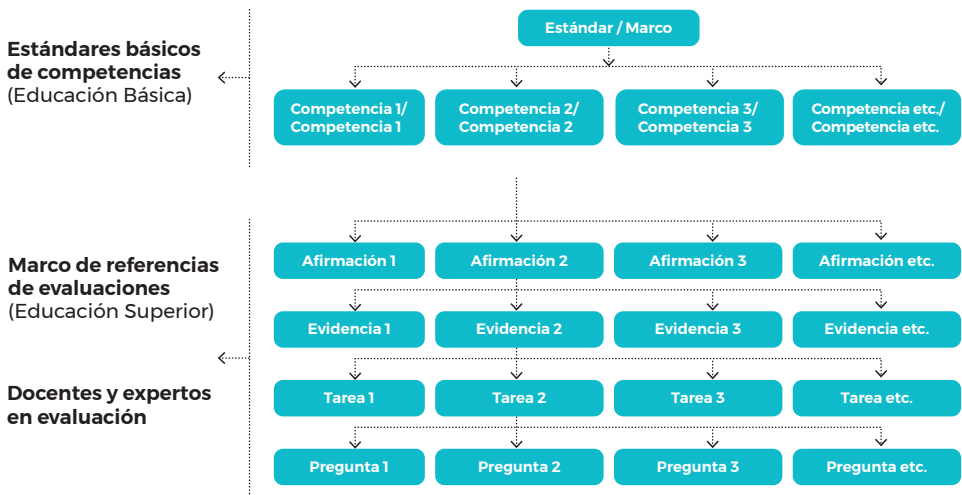 Estándares básicos
de competencias
(Educación Básica)
Estándar / Marco
Competencia 1/
Competencia 1
Competencia 2/
Competencia 2
Competencia 3/
Competencia 3
Competencia etc./
Competencia etc.
Marco de referencias
de evaluaciones
(Educación Superior)
Docentes y expertos
en evaluación
Afirmación 1
Afirmación 2
Afirmación 3
Afirmación etc.
Evidencia 1
Evidencia 2
Evidencia 3
Evidencia etc.
Tarea 1
Tarea 2
Tarea 3
Tarea etc.
Pregunta 1
Pregunta 2
Pregunta 3
Pregunta etc.